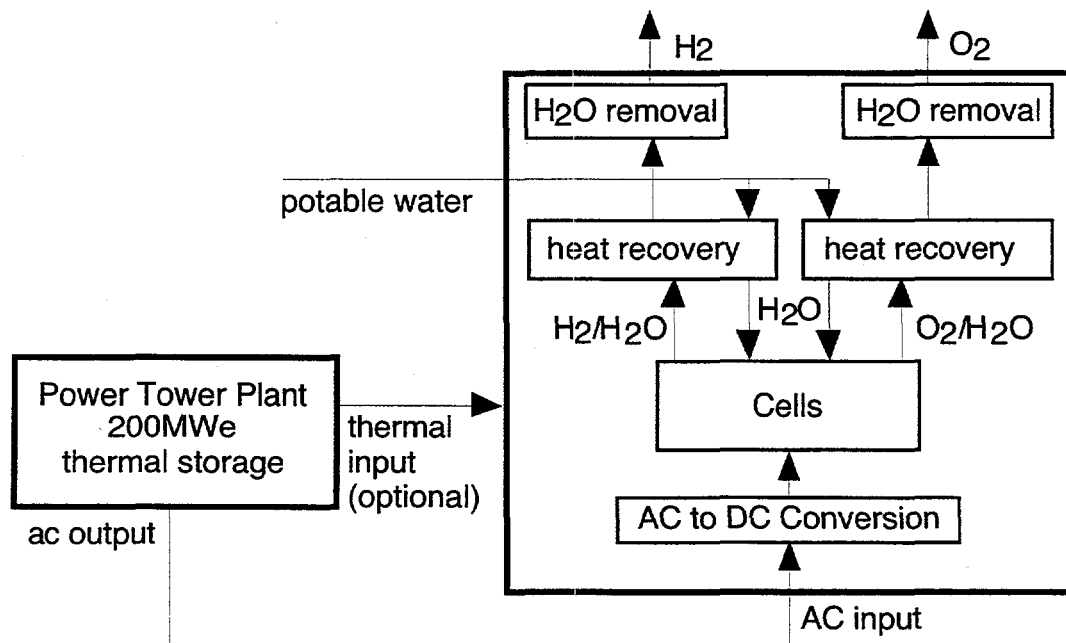 H2
O2
H2O removal
H2O removal
potable water
heat recovery
heat recovery
H2/H2O
H2O
O2/H2O
Power Tower Plant
200MWe
thermal storage
thermal
input
(optional)
Cells
AC to DC Conversion
ac output
AC input